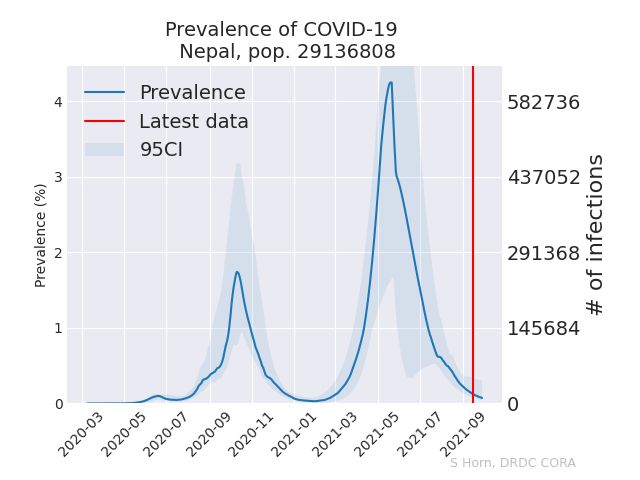 Prevalence of COVID-19
Nepal, pop. 29136808
Prevalence
Latest data
95CI
Prevalence (%)
4
3
2
1
0
582736
437052
291368
145684
0
# of infections
2020-03
2020-05
2020-07
2020-09
2020-11
2021-01
2021-03
2021-05
2021-07
2021-09
S Horn, DRDC CORA